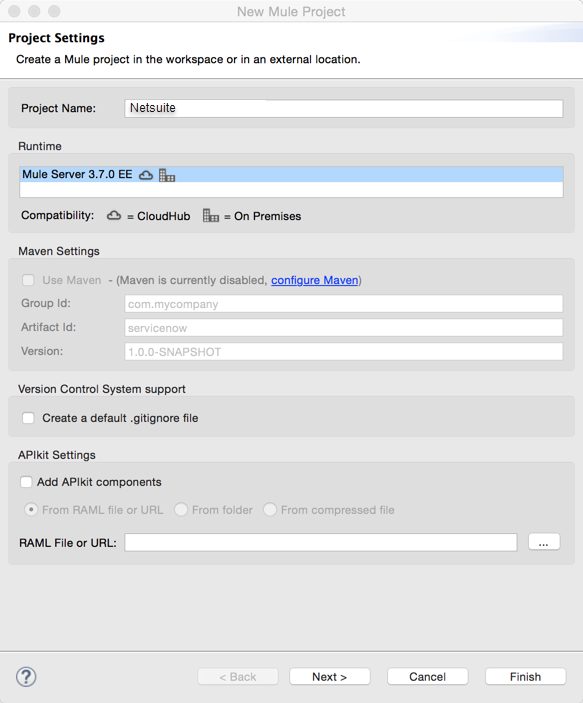 New Mule Project
Project Settings
Create a Mule project in the workspace or in an external location.
Project Name: Netsuite
Runtime
Mule Server 3.7.0 EE
Compatibility: = CloudHub = On Premises
Maven Settings
Use Maven - (Maven is currently disabled, configure Maven)
Group Id: com.mycompany
Artifact Id: servicenow
Version: 1.0.0-SNAPSHOT
Version Control System support
Create a default .gitignore file
APIkit Settings
Add APIkit components
From RAML file or URL From folder From compressed file
RAML File or URL: ...
? < Back Next > Cancel Finish